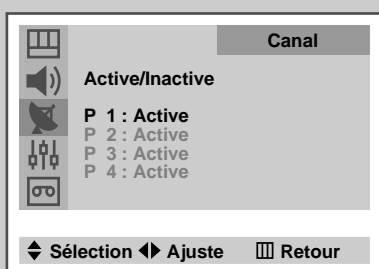 Canal
Active/Inactive
P 1 : Active
P 2 : Active
P 3 : Active
P 4 : Active
Sélection Ajuste Retour